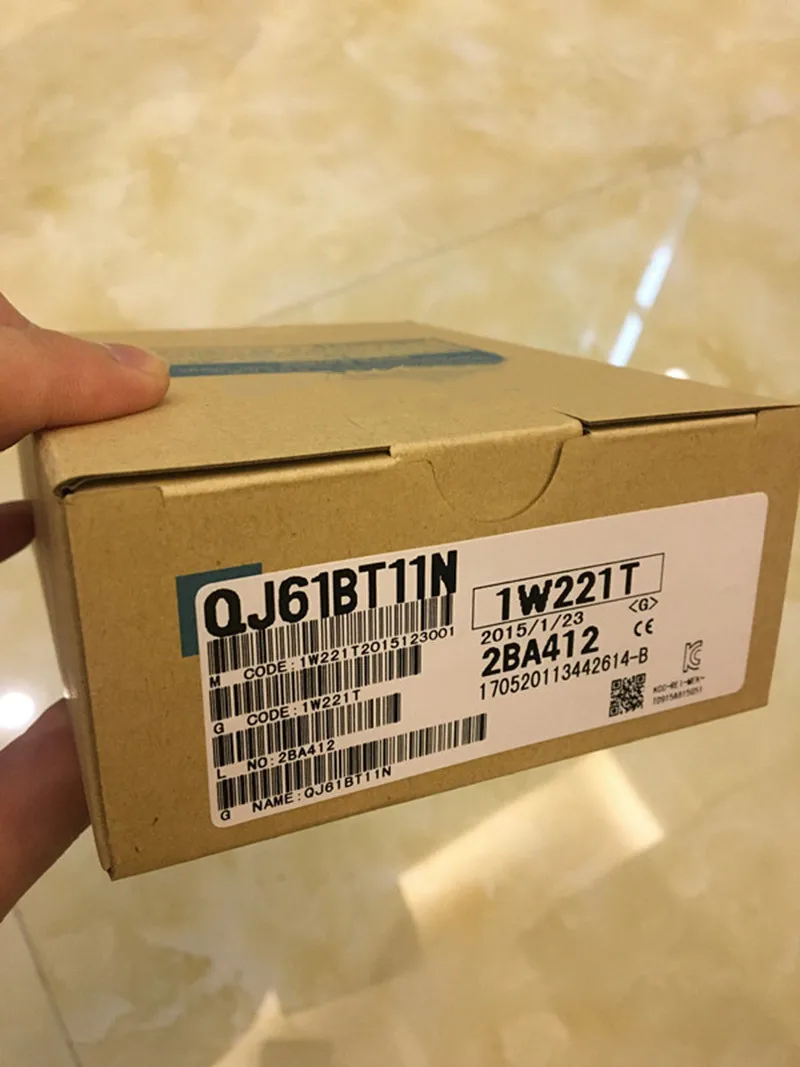 QJ61BT11N
M CODE:1W221T2015123001
G CODE:1W221T
L NO:2BA412
G NAME:QJ61BT11N
1W221T
<G>
2015/1/23
2BA412 CE
170520113442614-B